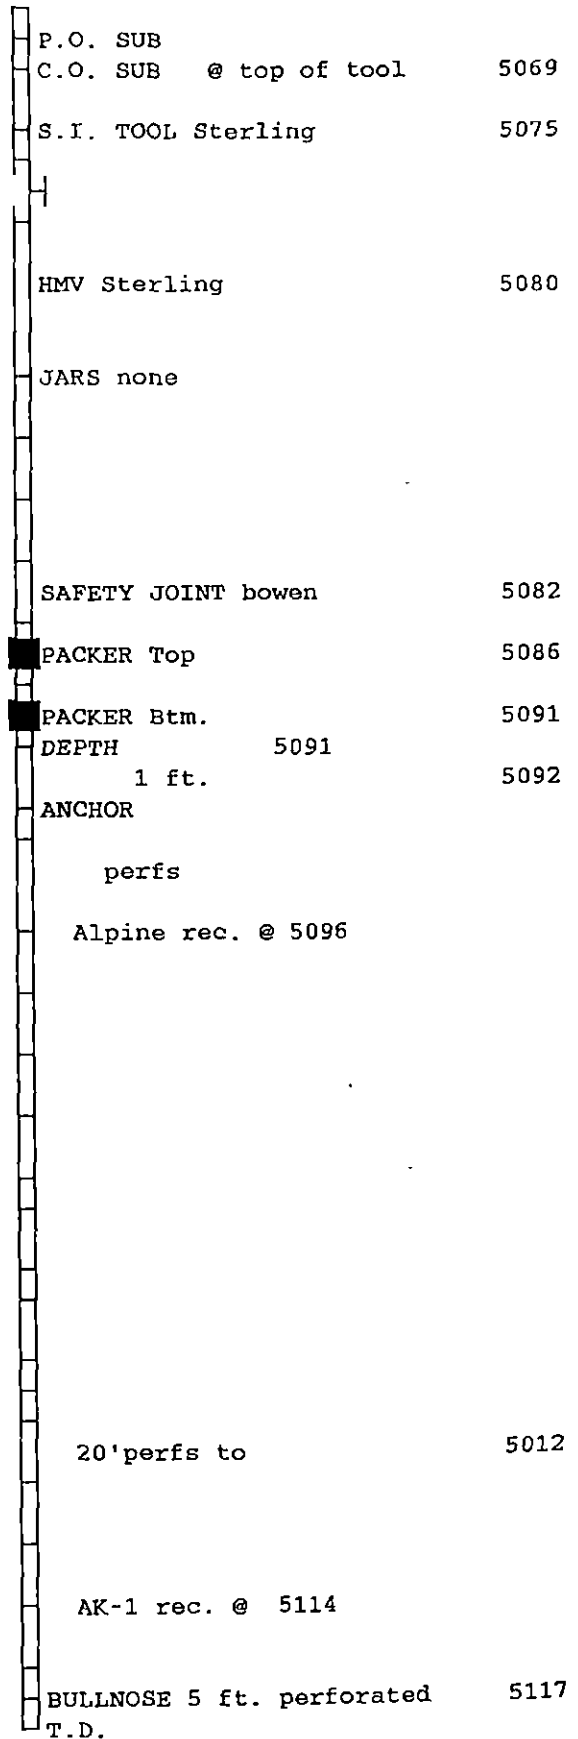 P.O. SUB
C.O. SUB @ top of tool 5069
S.I. TOOL Sterling 5075
HMV Sterling 5080
JARS none
SAFETY JOINT bowen 5082
PACKER Top 5086
PACKER Btm. 5091
DEPTH 5091
1 ft. 5092
ANCHOR
perfs
Alpine rec. @ 5096
20'perfs to 5012
AK-1 rec. @ 5114
BULLNOSE 5 ft. perforated 5117
T.D.